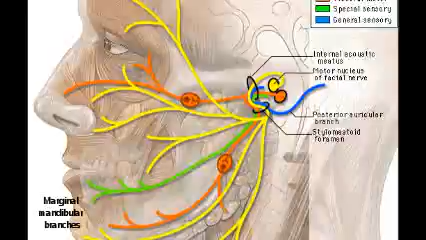 Special sensory
General sensory
Internal acoustic
meatus
Motor nucleus
of facial nerve
Posterior auricular
branch
Stylomastoid
foramen
Marginal
mandibular
branches